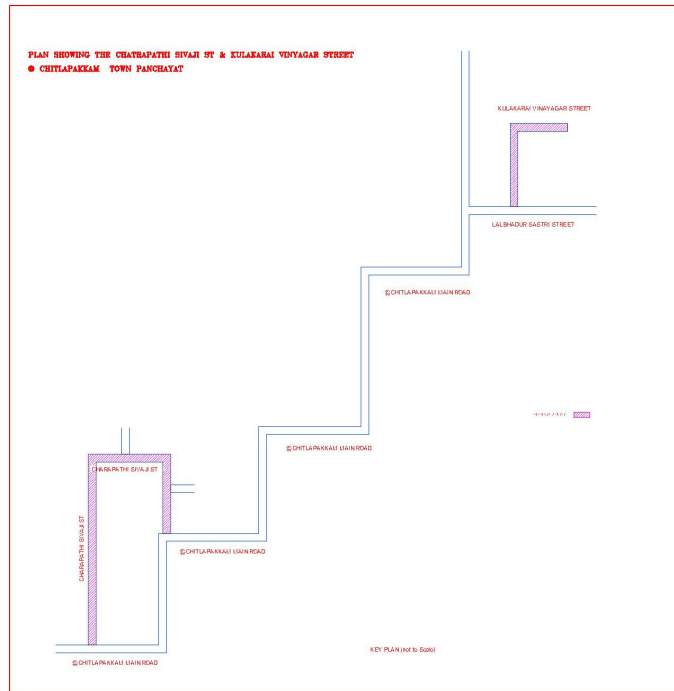 PLAN SHOWING THE CHATRAPATHI SIVAJI ST & KULAKARAI VINYAGAR STREET
CHITLAPAKKAM TOWN PANCHAYAT
KULAKARAI VINAYAGAR STREET
LALBHADUR SASTRI STREET
CHITLAPAKKAM MAIN ROAD
CHITLAPAKKAM MAIN ROAD
CHARAPATHI SIVAJI ST
CHARAPATHI SIVAJI ST
CHITLAPAKKAM MAIN ROAD
KEY PLAN (not to Scale)
CHITLAPAKKAM MAIN ROAD